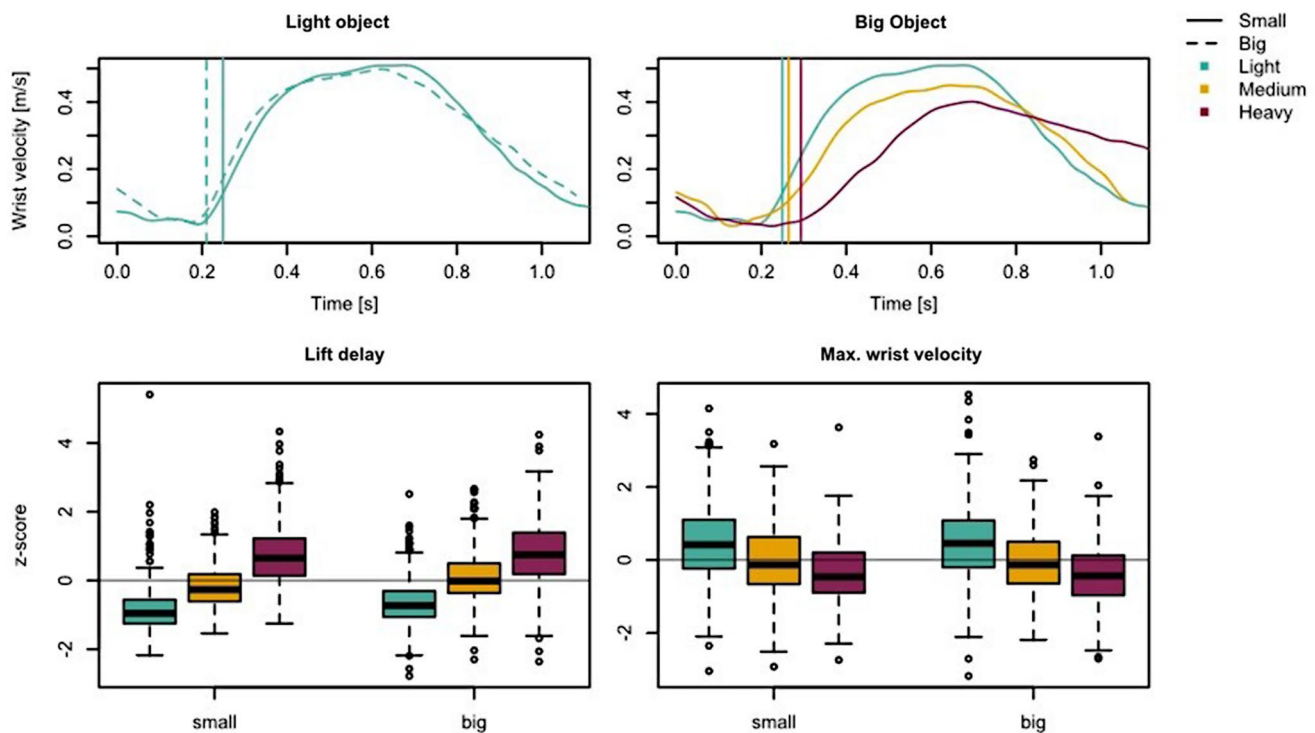 Light object
Big Object
Small
Big
Light
Medium
Heavy
Wrist velocity [m/s]
0.4
0.2
0.0
0.0 0.2 0.4 0.6 0.8 1.0
Time [s]
0.4
0.2
0.0
0.0 0.2 0.4 0.6 0.8 1.0
Time [s]
Lift delay
Max. wrist velocity
z-score
4
2
0
-2
small big
4
2
0
-2
small big